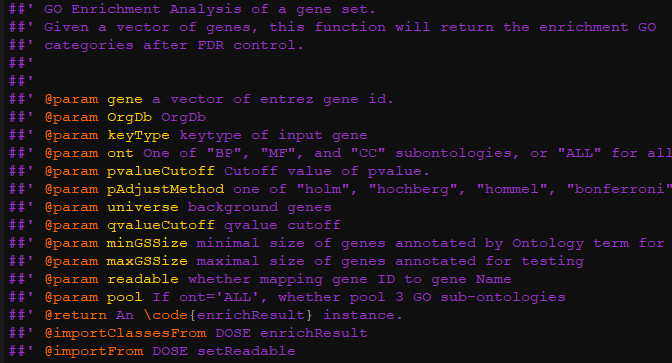 ##' GO Enrichment Analysis of a gene set.
##' Given a vector of genes, this function will return the enrichment GO
##' categories after FDR control.
##'
##'
##' @param gene a vector of entrez gene id.
##' @param OrgDb OrgDb
##' @param keyType keytype of input gene
##' @param ont One of "BP", "MF", and "CC" subontologies, or "ALL" for all
##' @param pvalueCutoff Cutoff value of pvalue.
##' @param pAdjustMethod one of "holm", "hochberg", "hommel", "bonferroni"
##' @param universe background genes
##' @param qvalueCutoff qvalue cutoff
##' @param minGSSize minimal size of genes annotated by Ontology term for
##' @param maxGSSize maximal size of genes annotated for testing
##' @param readable whether mapping gene ID to gene Name
##' @param pool If ont='ALL', whether pool 3 GO sub-ontologies
##' @return An \code{enrichResult} instance.
##' @importClassesFrom DOSE enrichResult
##' @importFrom DOSE setReadable